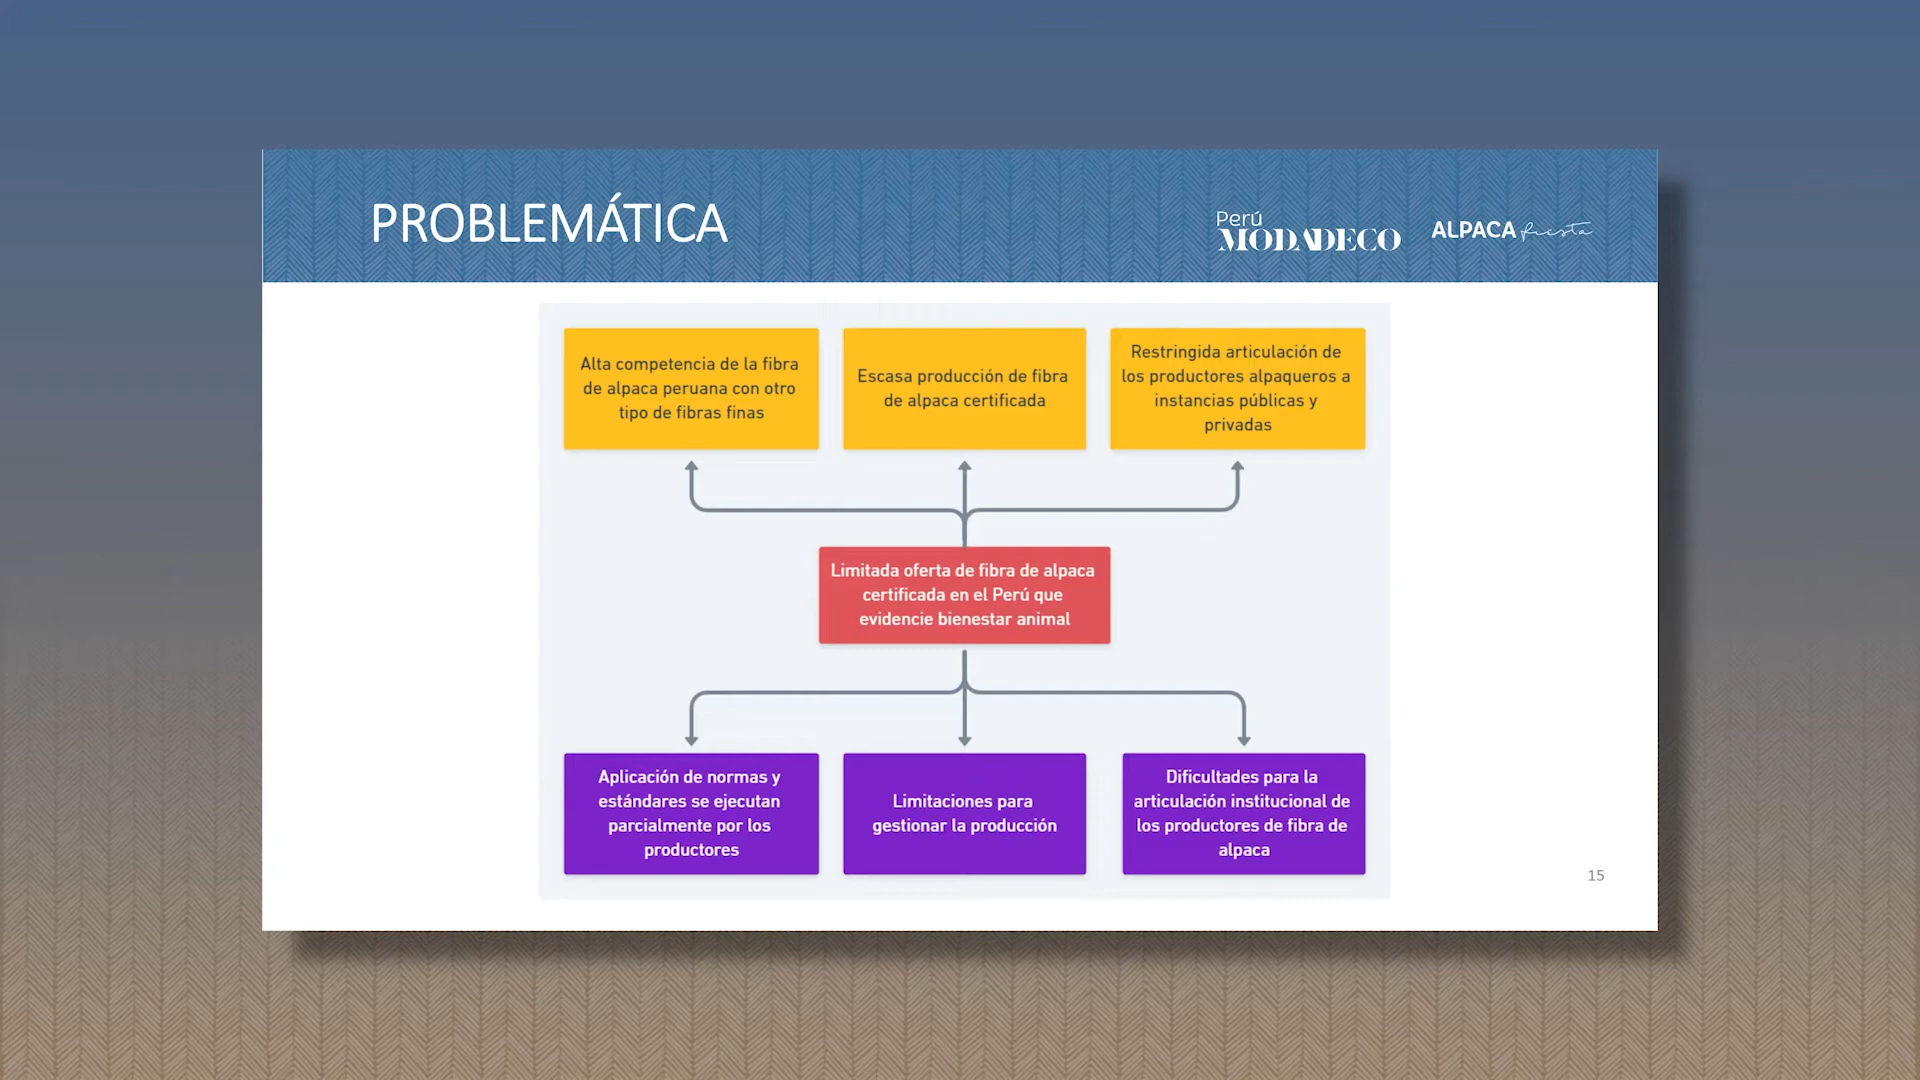 PROBLEMÁTICA
Perú
MODADECO
ALPACA fiesta
Alta competencia de la fibra
de alpaca peruana con otro
tipo de fibras finas
Escasa producción de fibra
de alpaca certificada
Restringida articulación de
los productores alpaqueros a
instancias públicas y
privadas
Limitada oferta de fibra de alpaca
certificada en el Perú que
evidencie bienestar animal
Aplicación de normas y
estándares se ejecutan
parcialmente por los
productores
Limitaciones para
gestionar la producción
Dificultades para la
articulación institucional de
los productores de fibra de
alpaca
15